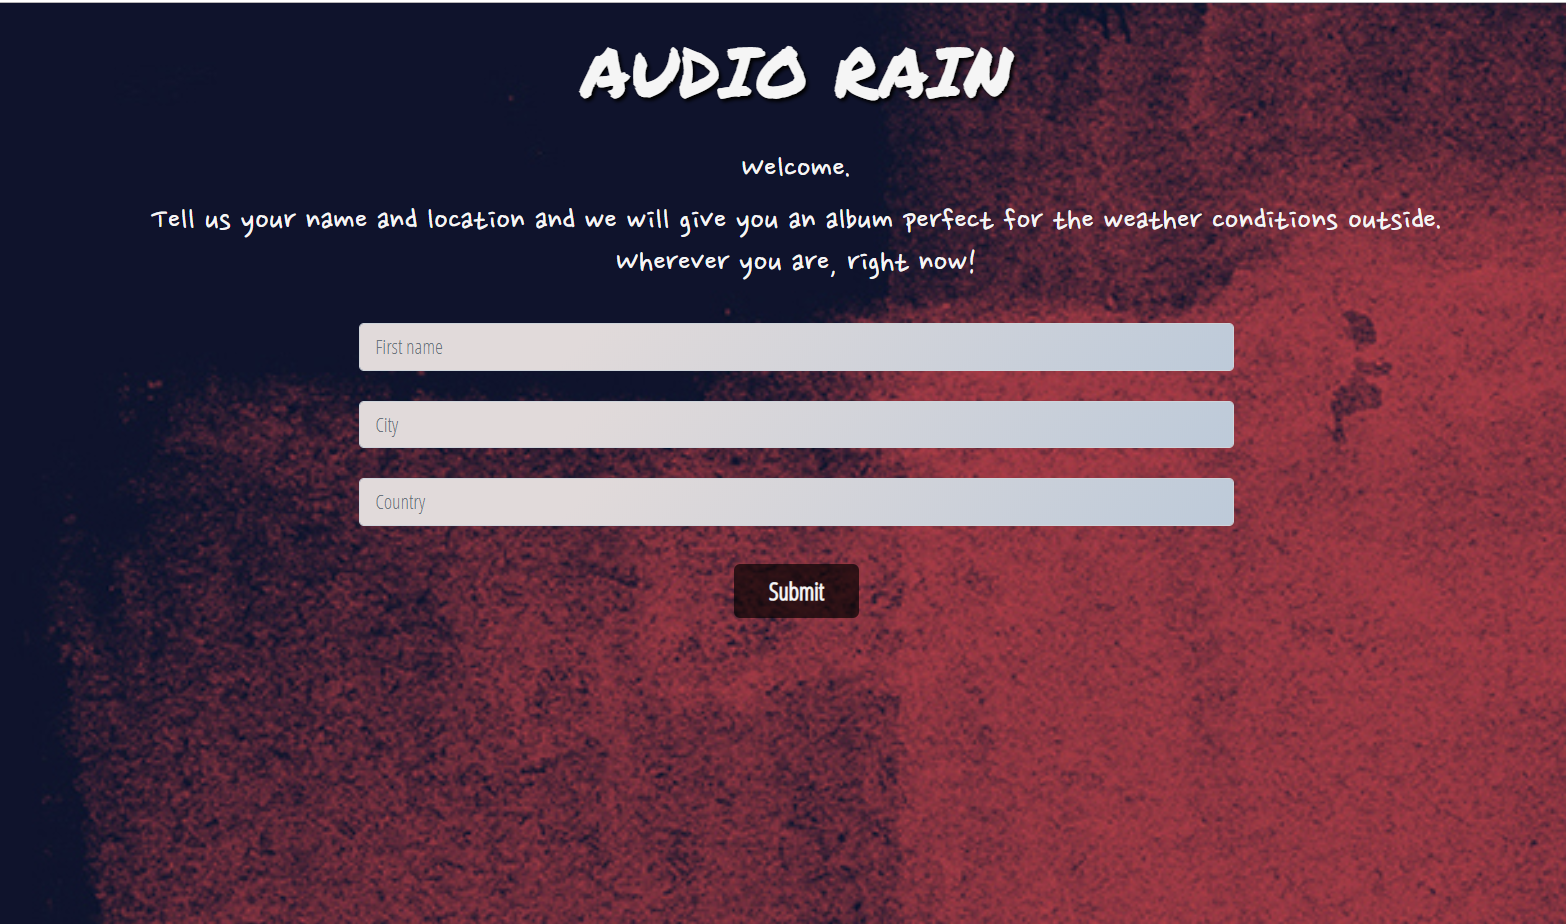 AUDIO RAIN
Welcome.
Tell us your name and location and we will give you an album perfect for the weather conditions outside.
Wherever you are, right now!
First name
City
Country
Submit